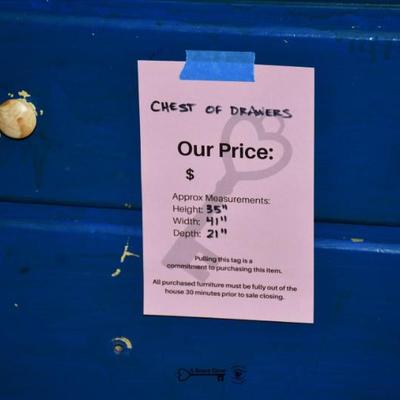 CHEST OF DRAWERS
Our Price:
$
Approx Measurements:
Height: 35"
Width: 41"
Depth: 21"
Pulling this tag is a
commitment to purchasing this item.
All purchased furniture must be fully out of the
house 30 minutes prior to sale closing.